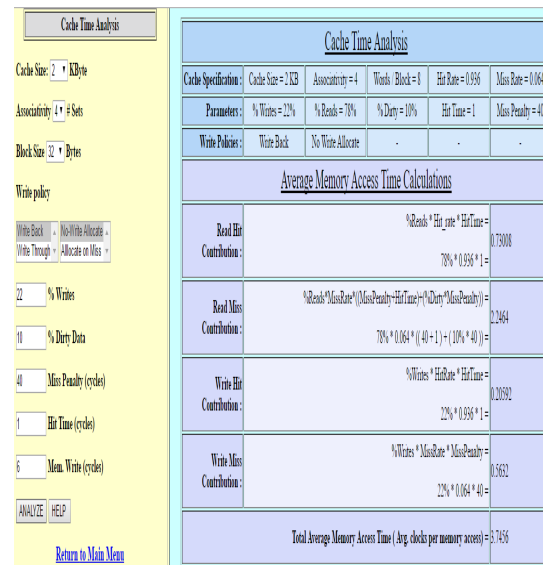 Cache Time Analysis
Cache Size: 2 KByte
Associativity 4 # Sets
Block Size 32 Bytes
Write policy
Write Back No-Write Allocate
Write Through Allocate on Miss
22 % Writes
10 % Dirty Data
40 Miss Penalty (cycles)
1 Hit Time (cycles)
6 Mem. Write (cycles)
ANALYZE HELP
Return to Main Menu
Cache Time Analysis
Cache Specification : Cache Size = 2 KB Associativity = 4 Words / Block = 8 Hit Rate = 0.936 Miss Rate = 0.064
Parameters : % Writes = 22% % Reads = 78% % Dirty = 10% Hit Time = 1 Miss Penalty = 40
Write Policies : Write Back No Write Allocate - - -
Average Memory Access Time Calculations
Read Hit Contribution :
%Reads * Hit_rate * HitTime =
78% * 0.936 * 1 =
0.73008
Read Miss Contribution :
%Reads*MissRate*((MissPenalty+HitTime)+(%Dirty*MissPenalty)) =
78% * 0.064 * (( 40 + 1 ) + ( 10% * 40 )) =
2.2464
Write Hit Contribution :
%Writes * HitRate * HitTime =
22% * 0.936 * 1 =
0.20592
Write Miss Contribution :
%Writes * MissRate * MissPenalty =
22% * 0.064 * 40 =
0.5632
Total Average Memory Access Time ( Avg. clocks per memory access) = 3.7456